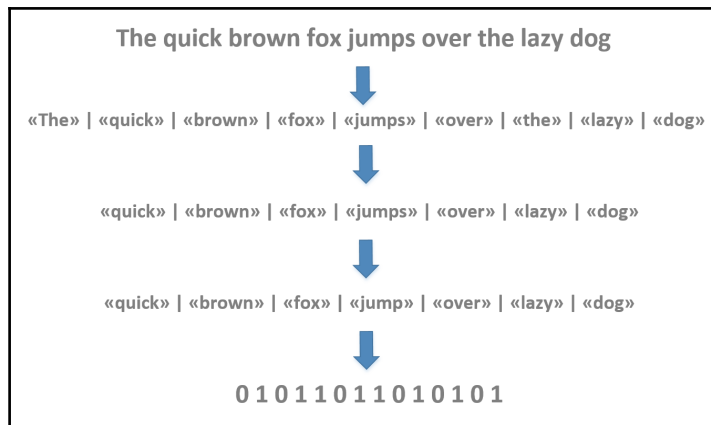 The quick brown fox jumps over the lazy dog
«The» | «quick» | «brown» | «fox» | «jumps» | «over» | «the» | «lazy» | «dog»
«quick» | «brown» | «fox» | «jumps» | «over» | «lazy» | «dog»
«quick» | «brown» | «fox» | «jump» | «over» | «lazy» | «dog»
0 1 0 1 1 0 1 1 0 1 0 1 0 1